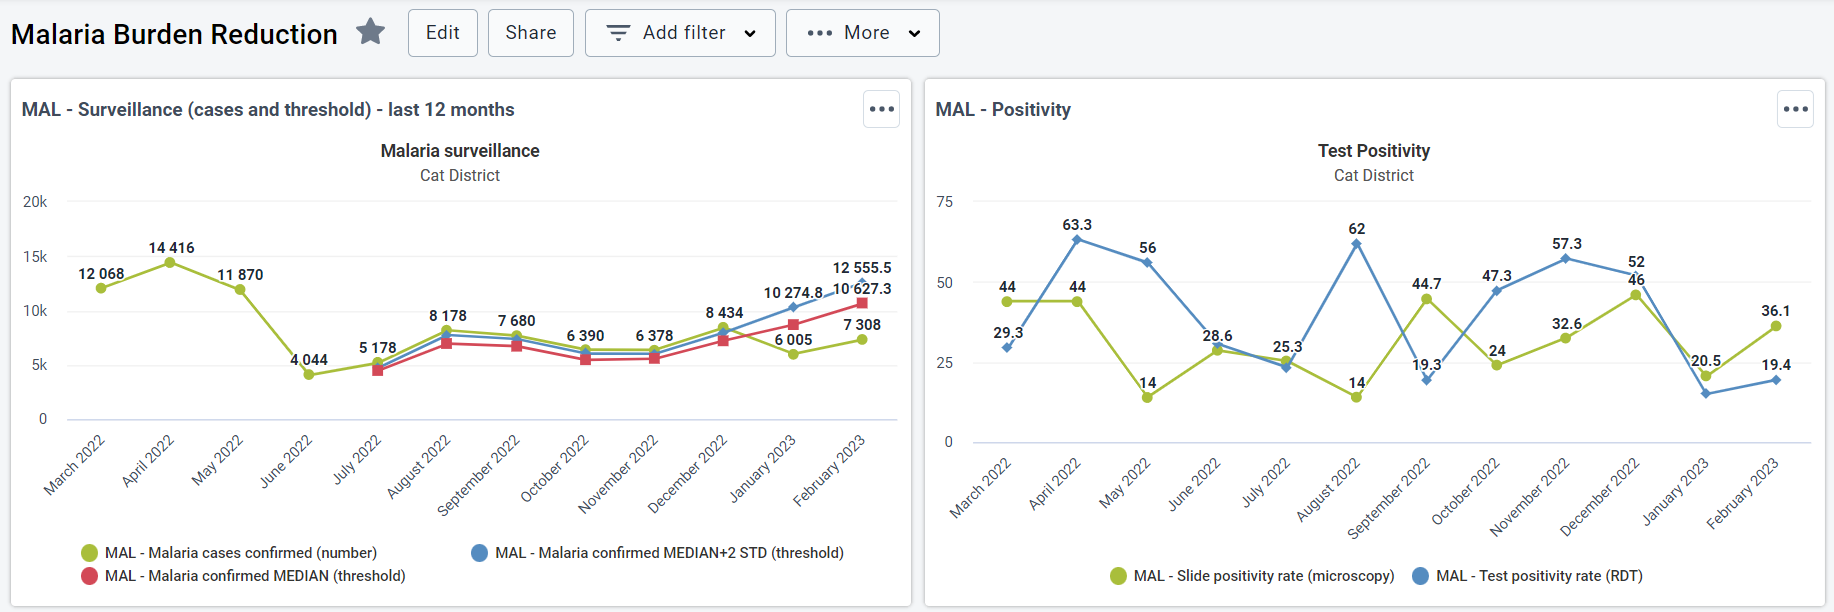 Malaria Burden Reduction
Edit
Share
Add filter
More
MAL - Surveillance (cases and threshold) - last 12 months
Malaria surveillance
Cat District
20k
15k
10k
5k
0
12 068
14 416
11 870
4 044
5 178
8 178
7 680
6 390
6 378
8 434
10 274.8
6 005
12 555.5
10 627.3
7 308
March 2022
April 2022
May 2022
June 2022
July 2022
August 2022
September 2022
October 2022
November 2022
December 2022
January 2023
February 2023
MAL - Malaria cases confirmed (number)
MAL - Malaria confirmed MEDIAN+2 STD (threshold)
MAL - Malaria confirmed MEDIAN (threshold)
MAL - Positivity
Test Positivity
Cat District
75
50
25
0
44
29.3
63.3
44
56
14
28.6
25.3
62
14
44.7
19.3
47.3
24
57.3
32.6
52
46
20.5
36.1
19.4
March 2022
April 2022
May 2022
June 2022
July 2022
August 2022
September 2022
October 2022
November 2022
December 2022
January 2023
February 2023
MAL - Slide positivity rate (microscopy)
MAL - Test positivity rate (RDT)